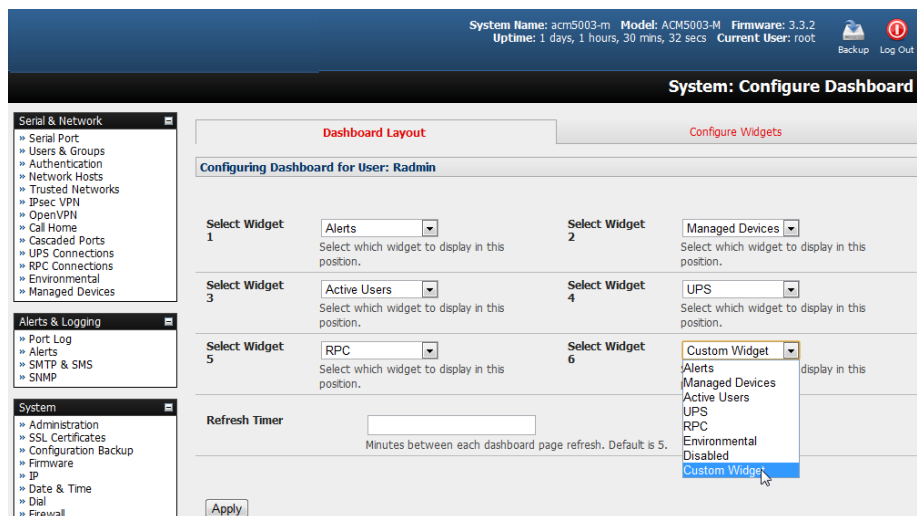 System Name: acm5003-m Model: ACM5003-M Firmware: 3.3.2
Uptime: 1 days, 1 hours, 30 mins, 32 secs Current User: root
Backup Log Out
System: Configure Dashboard
Serial & Network
» Serial Port
» Users & Groups
» Authentication
» Network Hosts
» Trusted Networks
» IPsec VPN
» OpenVPN
» Call Home
» Cascaded Ports
» UPS Connections
» RPC Connections
» Environmental
» Managed Devices
Alerts & Logging
» Port Log
» Alerts
» SMTP & SMS
» SNMP
System
» Administration
» SSL Certificates
» Configuration Backup
» Firmware
» IP
» Date & Time
» Dial
» Firewall
Dashboard Layout
Configure Widgets
Configuring Dashboard for User: Radmin
Select Widget
1
Alerts
Select which widget to display in this
position.
Select Widget
2
Managed Devices
Select which widget to display in this
position.
Select Widget
3
Active Users
Select which widget to display in this
position.
Select Widget
4
UPS
Select which widget to display in this
position.
Select Widget
5
RPC
Select which widget to display in this
position.
Select Widget
6
Custom Widget
display in this
Alerts
Managed Devices
Active Users
UPS
RPC
Environmental
Disabled
Custom Widget
Refresh Timer
Minutes between each dashboard page refresh. Default is 5.
Apply